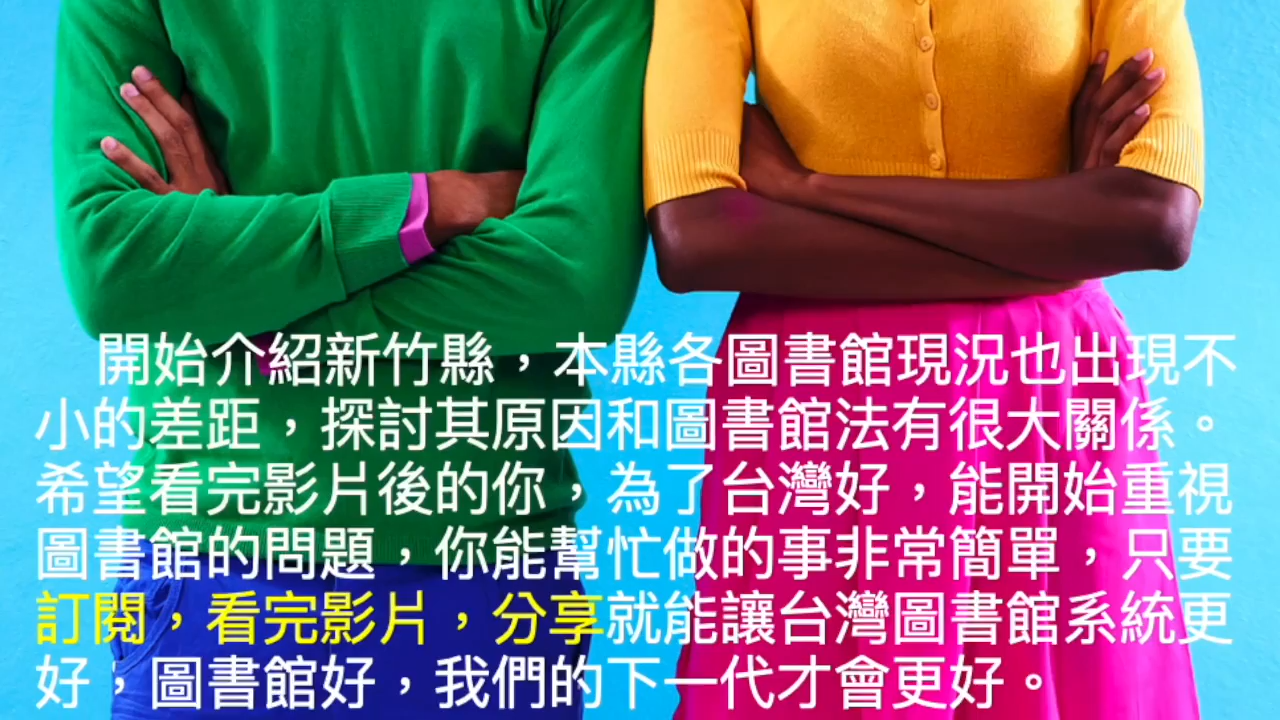 開始介紹新竹縣，本縣各圖書館現況也出現不
小的差距，探討其原因和圖書館法有很大關係。
希望看完影片後的你，為了台灣好，能開始重視
圖書館的問題，你能幫忙做的事非常簡單，只要
訂閱，看完影片，分享就能讓台灣圖書館系統更
好；圖書館好，我們的下一代才會更好。